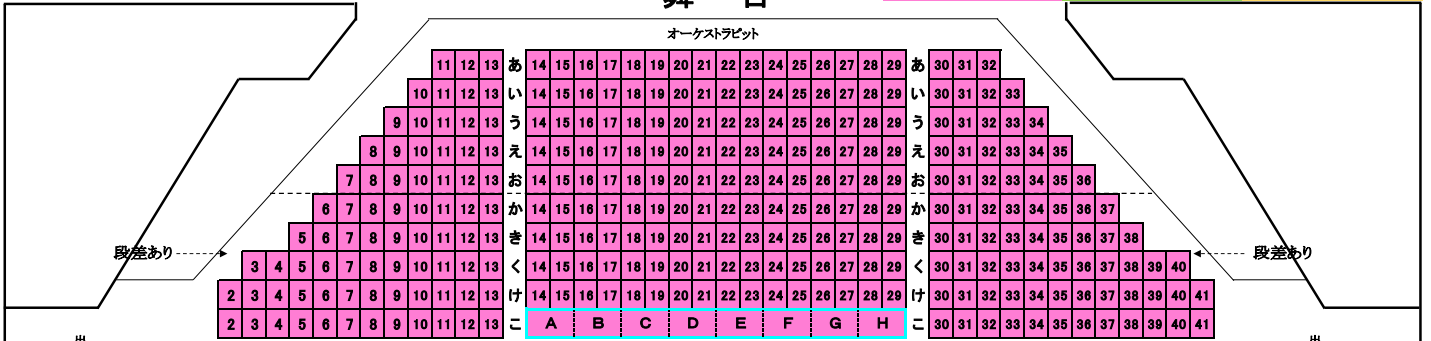 舞 台
オーケストラピット
11 12 13 あ 14 15 16 17 18 19 20 21 22 23 24 25 26 27 28 29 あ 30 31 32
10 11 12 13 い 14 15 16 17 18 19 20 21 22 23 24 25 26 27 28 29 い 30 31 32 33
9 10 11 12 13 う 14 15 16 17 18 19 20 21 22 23 24 25 26 27 28 29 う 30 31 32 33 34
8 9 10 11 12 13 え 14 15 16 17 18 19 20 21 22 23 24 25 26 27 28 29 え 30 31 32 33 34 35
7 8 9 10 11 12 13 お 14 15 16 17 18 19 20 21 22 23 24 25 26 27 28 29 お 30 31 32 33 34 35 36
6 7 8 9 10 11 12 13 か 14 15 16 17 18 19 20 21 22 23 24 25 26 27 28 29 か 30 31 32 33 34 35 36 37
5 6 7 8 9 10 11 12 13 き 14 15 16 17 18 19 20 21 22 23 24 25 26 27 28 29 き 30 31 32 33 34 35 36 37 38
段差あり 段差あり
3 4 5 6 7 8 9 10 11 12 13 く 14 15 16 17 18 19 20 21 22 23 24 25 26 27 28 29 く 30 31 32 33 34 35 36 37 38 39 40
2 3 4 5 6 7 8 9 10 11 12 13 け 14 15 16 17 18 19 20 21 22 23 24 25 26 27 28 29 け 30 31 32 33 34 35 36 37 38 39 40 41
2 3 4 5 6 7 8 9 10 11 12 13 こ A B C D E F G H こ 30 31 32 33 34 35 36 37 38 39 40 41
出 出